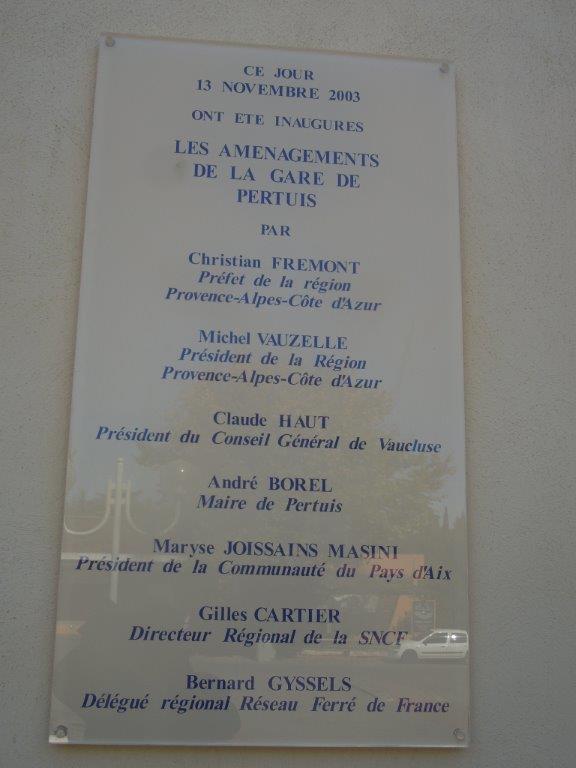 CE JOUR
13 NOVEMBRE 2003
ONT ETE INAUGURES
LES AMENAGEMENTS
DE LA GARE DE
PERTUIS
PAR
Christian FREMONT
Préfet de la région
Provence-Alpes-Côte d'Azur
Michel VAUZELLE
Président de la Région
Provence-Alpes-Côte d'Azur
Claude HAUT
Président du Conseil Général de Vaucluse
André BOREL
Maire de Pertuis
Maryse JOISSAINS MASINI
Président de la Communauté du Pays d'Aix
Gilles CARTIER
Directeur Régional de la SNCF
Bernard GYSSELS
Délégué régional Réseau Ferré de France